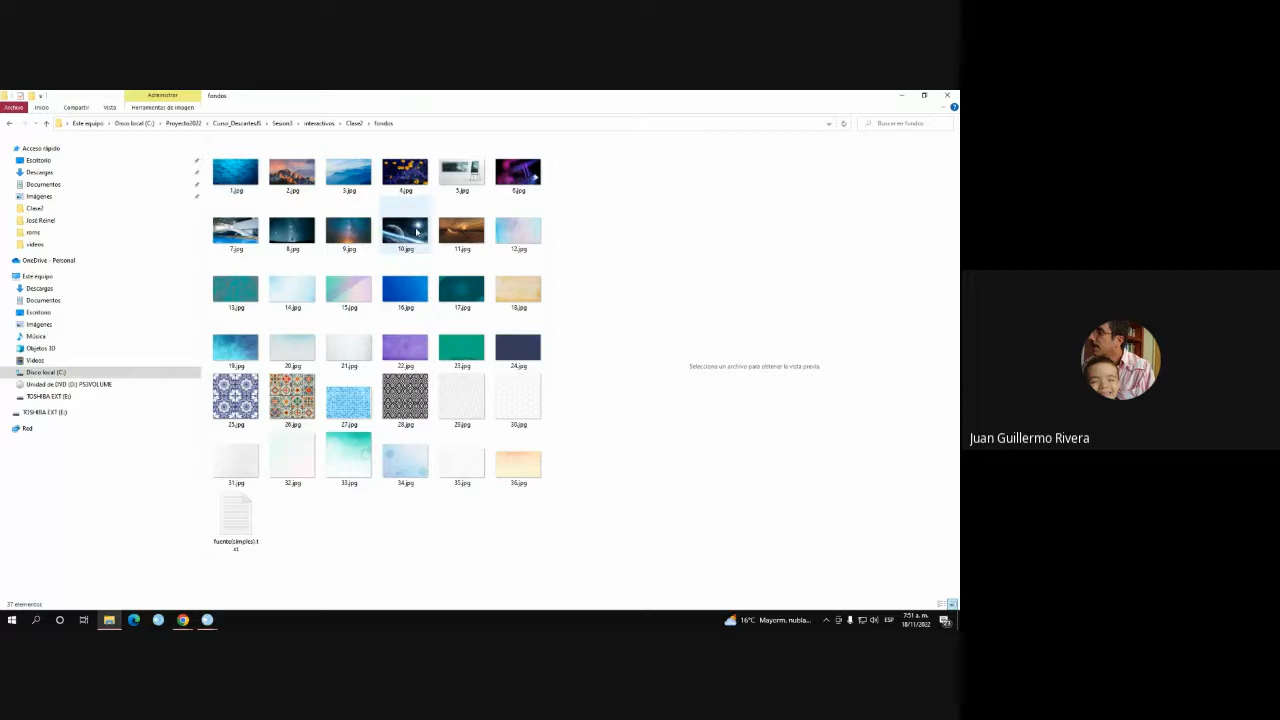 Administrar
fondos
Archivo Inicio Compartir Vista Herramientas de imagen
Este equipo > Disco local (C:) > Proyecto2022 > Curso_DescartesJS > Sesion3 > interactivos > Clase2 > fondos
Buscar en fondos
Acceso rápido
Escritorio
Descargas
Documentos
Imágenes
Clase2
José Reinel
roms
videos
OneDrive - Personal
Este equipo
Descargas
Documentos
Escritorio
Imágenes
Música
Objetos 3D
Vídeos
Disco local (C:)
Unidad de DVD (D:) PS3VOLUME
TOSHIBA EXT (E:)
TOSHIBA EXT (E:)
Red
1.jpg 2.jpg 3.jpg 4.jpg 5.jpg 6.jpg
7.jpg 8.jpg 9.jpg 10.jpg 11.jpg 12.jpg
13.jpg 14.jpg 15.jpg 16.jpg 17.jpg 18.jpg
19.jpg 20.jpg 21.jpg 22.jpg 23.jpg 24.jpg
25.jpg 26.jpg 27.jpg 28.jpg 29.jpg 30.jpg
31.jpg 32.jpg 33.jpg 34.jpg 35.jpg 36.jpg
fuente(simples).t
xt
Selecciona un archivo para obtener la vista previa.
37 elementos
16°C Mayorm. nubla...
ESP
7:51 a. m.
18/11/2022
Juan Guillermo Rivera